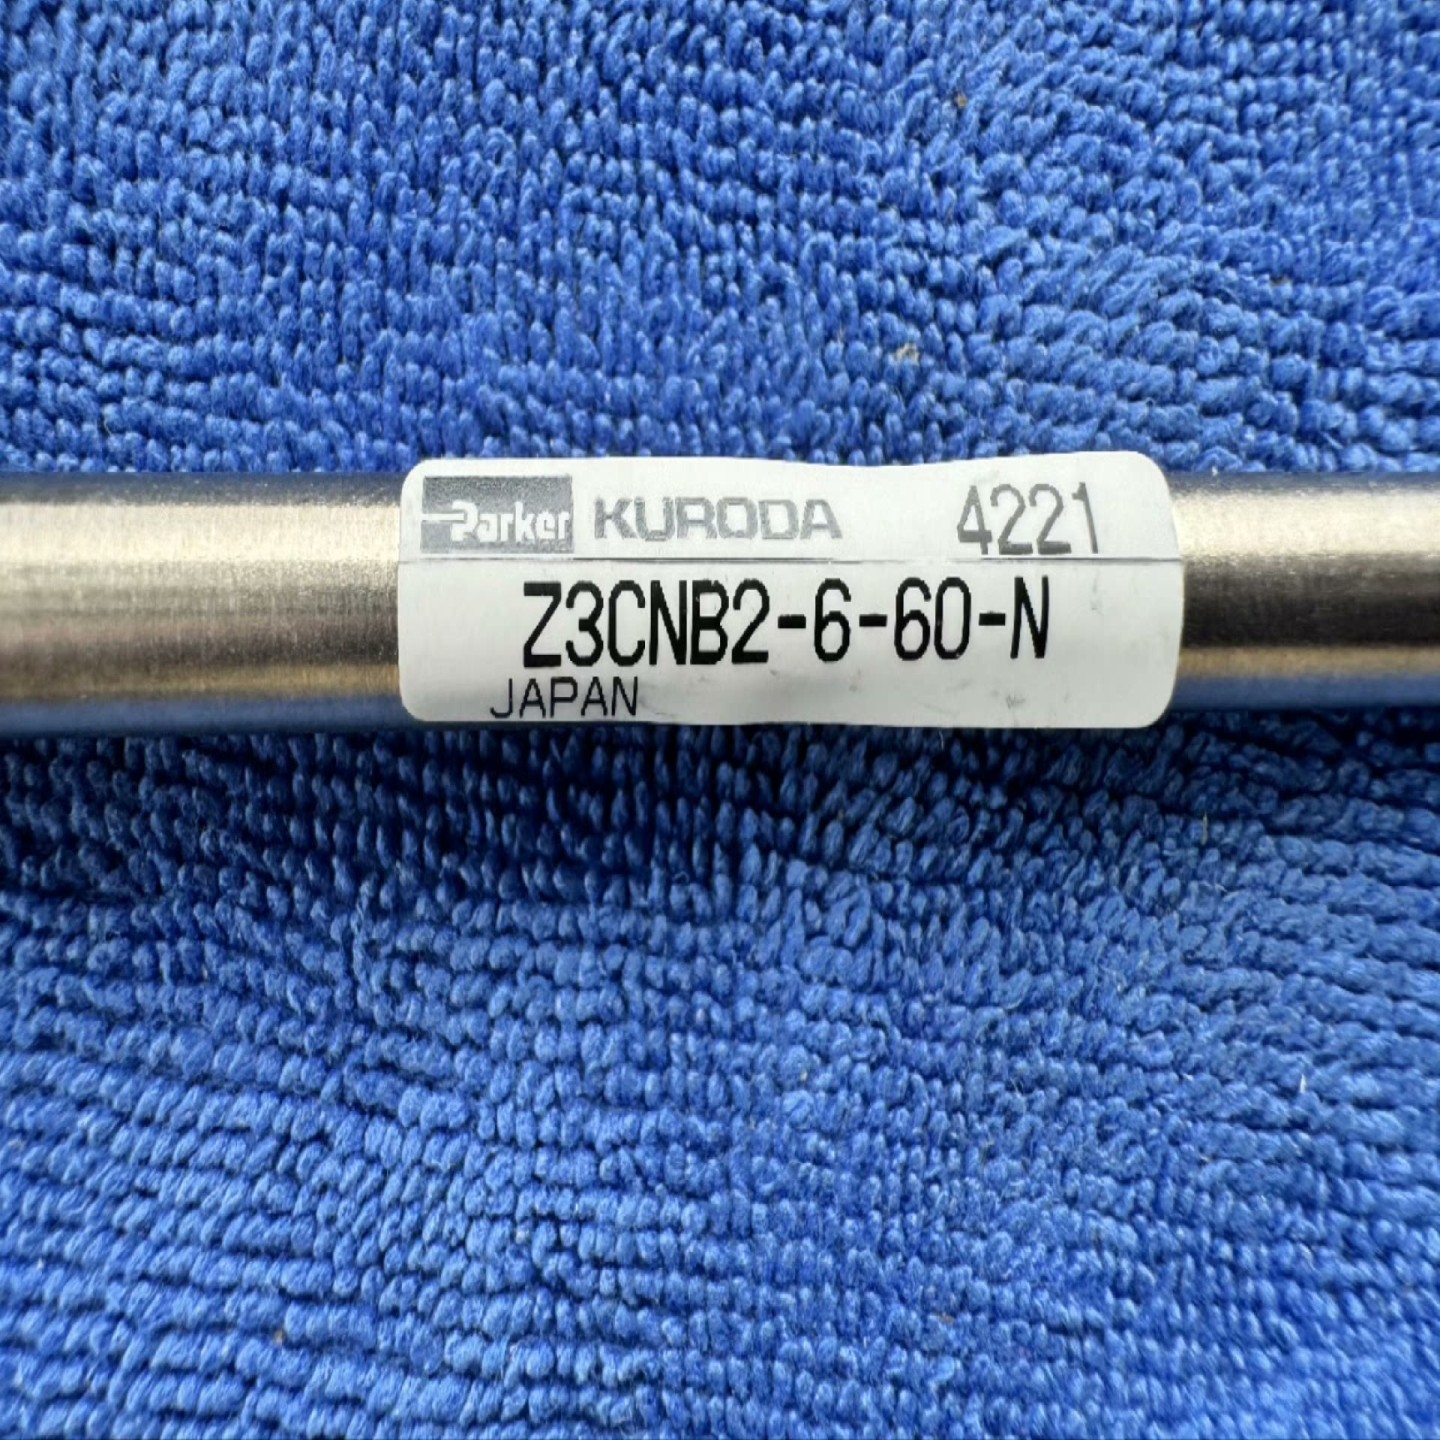 Parker KURODA 4221
Z3CNB2-6-60-N
JAPAN